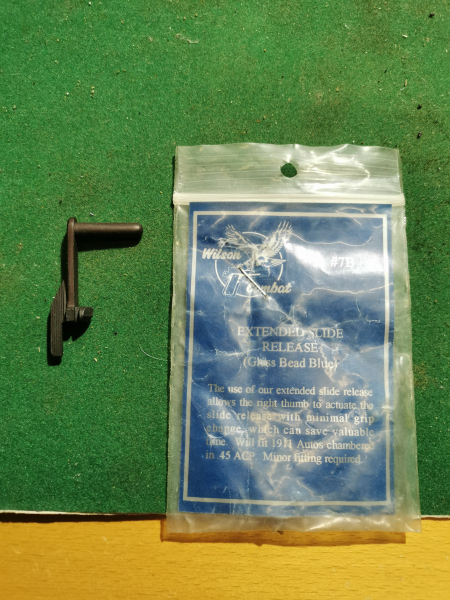 Wilson
Combat
#7B
EXTENDED SLIDE
RELEASE
(Glass Bead Blue)
The use of our extended slide release
allows the right thumb to actuate the
slide release with minimal grip
change, which can save valuable
time. Will fit 1911 Autos chambered
in .45 ACP. Minor fitting required.